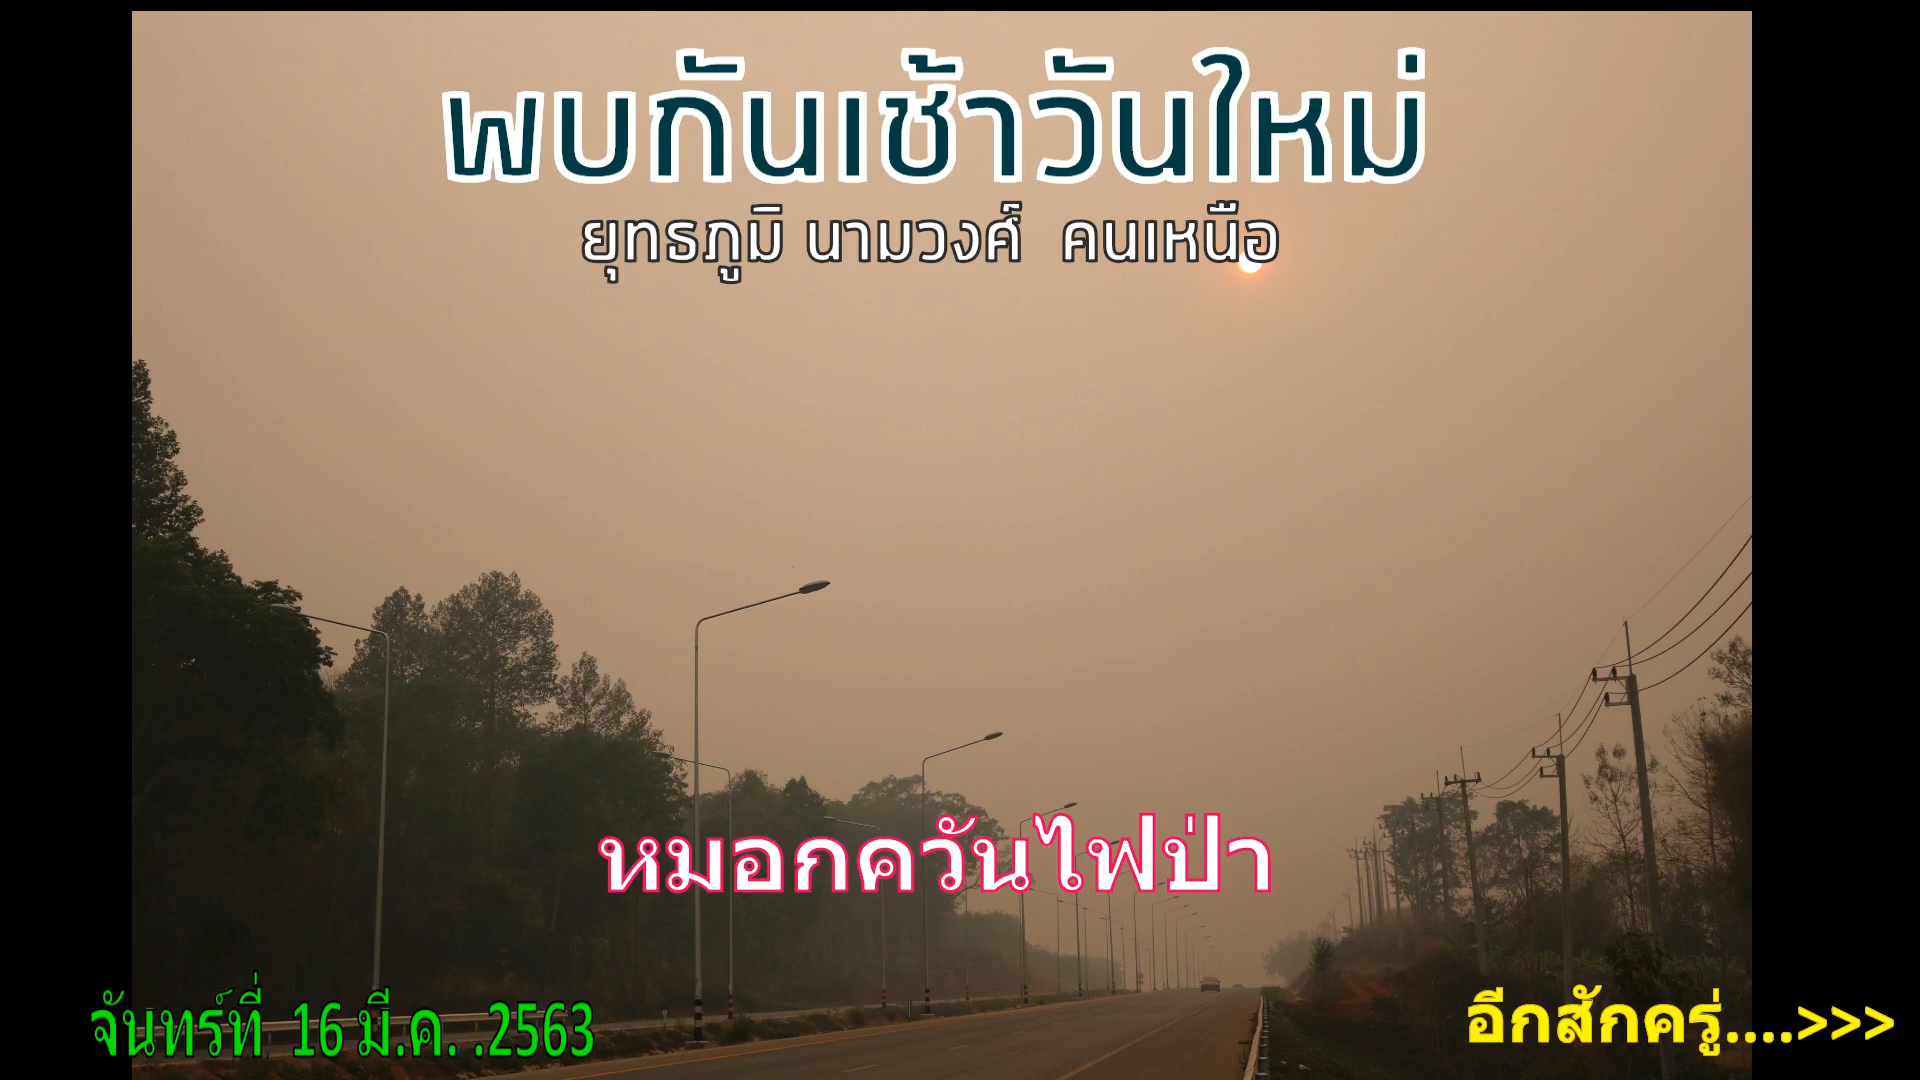 พบกันเช้าวันใหม่
ยุทธภูมิ นามวงศ์ คนเหนือ
หมอกควันไฟป่า
จันทร์ที่ 16 มี.ค. .2563
อีกสักครู่....>>>